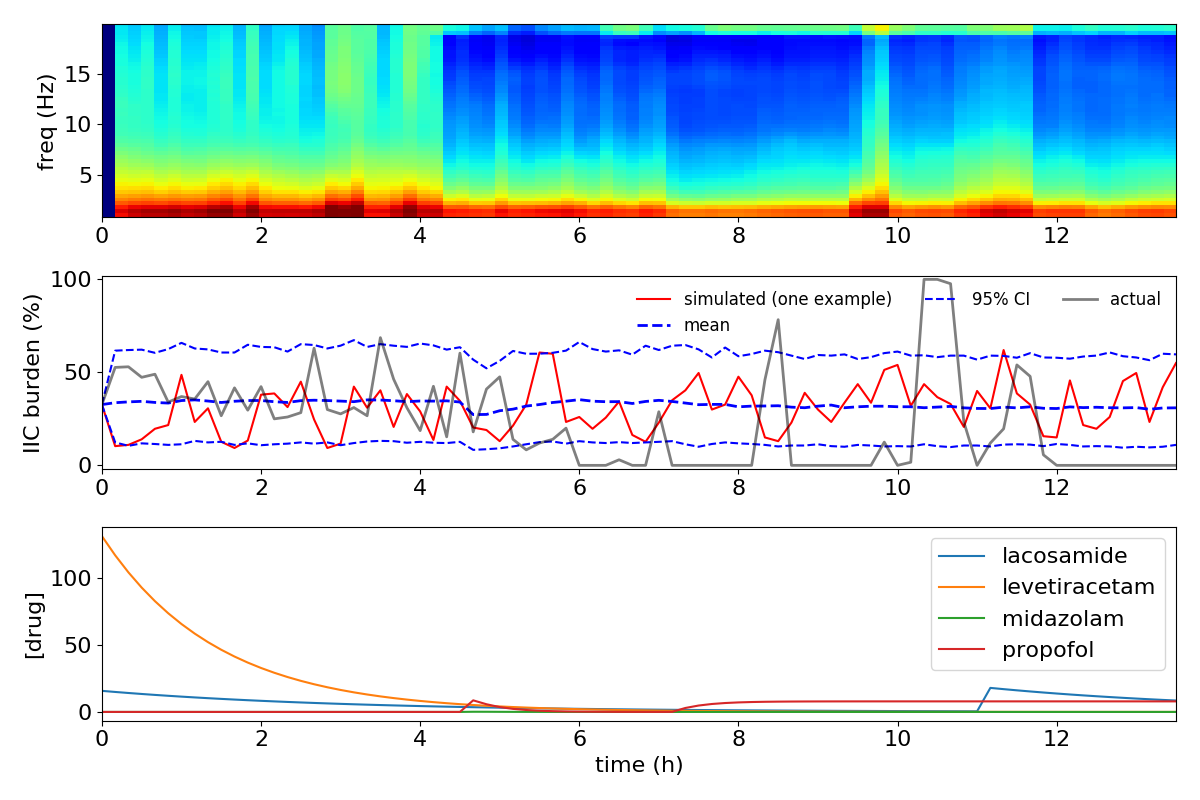 freq (Hz)
15
10
5
0 2 4 6 8 10 12
IIC burden (%)
100
50
0
simulated (one example)
mean
95% CI
actual
0 2 4 6 8 10 12
[drug]
100
50
0
lacosamide
levetiracetam
midazolam
propofol
0 2 4 6 8 10 12
time (h)